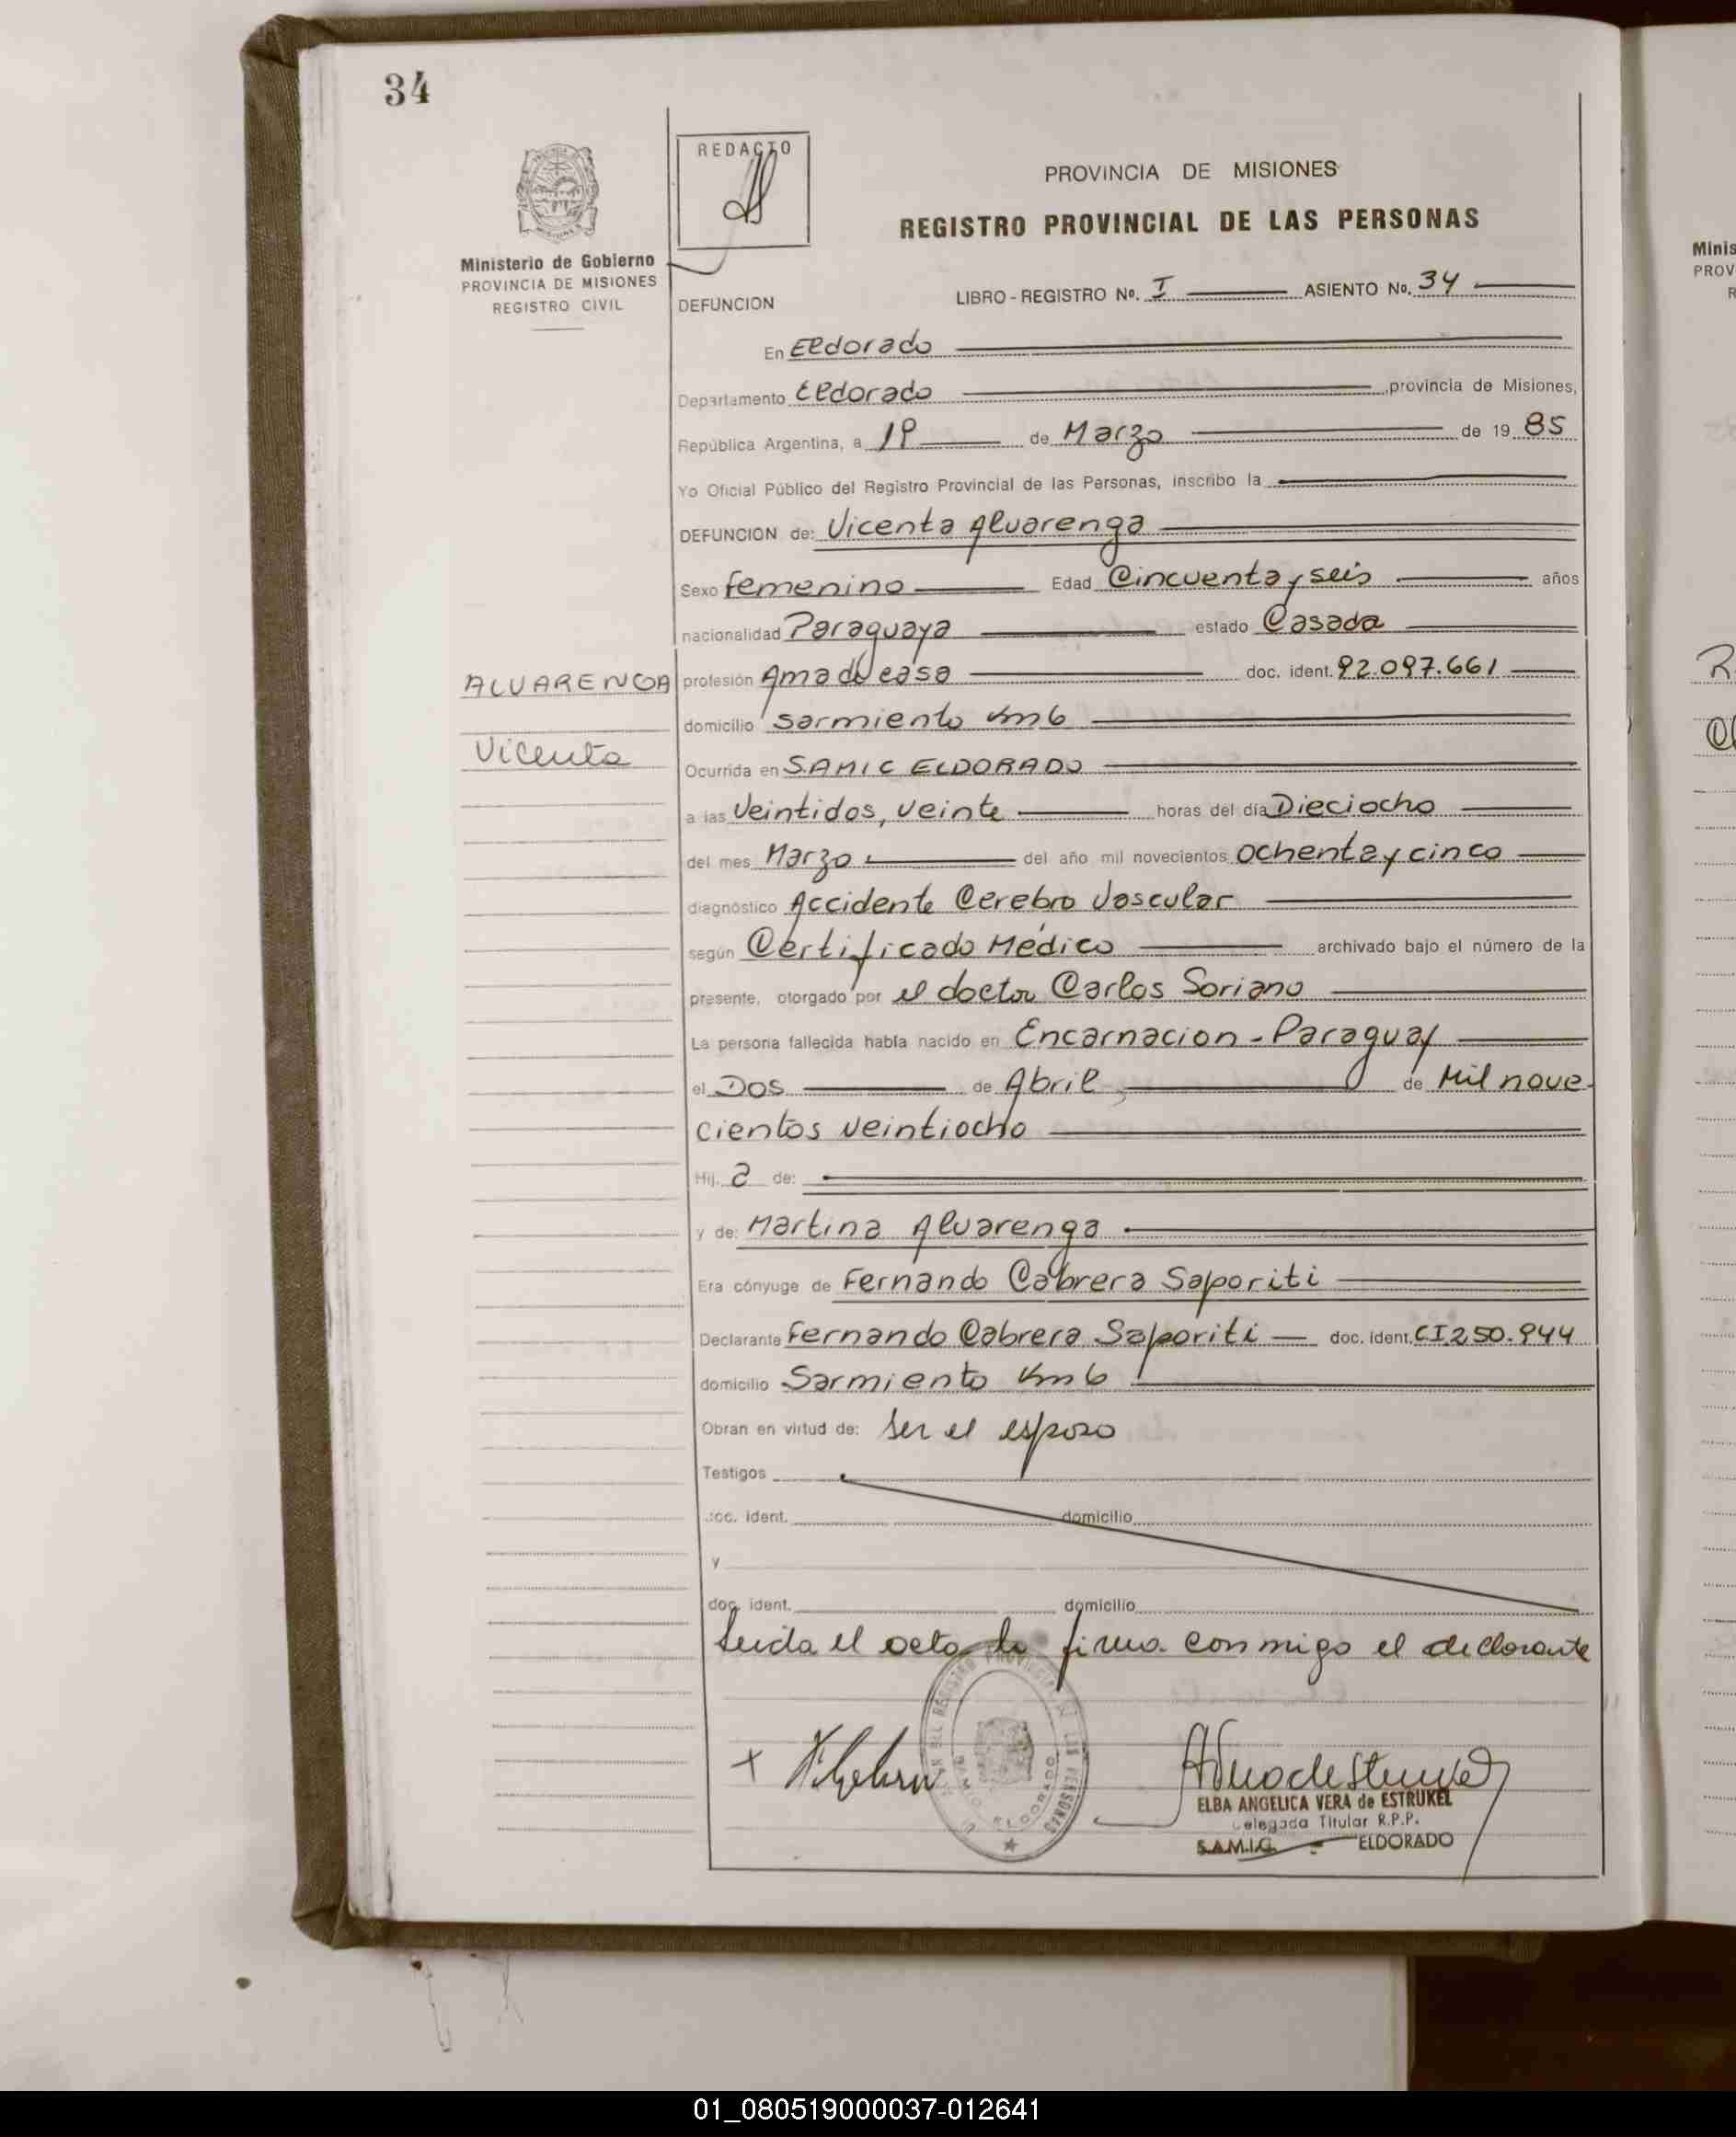 34
REDACTO
PROVINCIA DE MISIONES
REGISTRO PROVINCIAL DE LAS PERSONAS
Ministerio de Gobierno
PROVINCIA DE MISIONES
REGISTRO CIVIL
DEFUNCION
LIBRO - REGISTRO No. I ASIENTO No. 34
En Eldorado
Departamento Eldorado provincia de Misiones,
República Argentina, a 19 de Marzo de 19 85
Yo Oficial Público del Registro Provincial de las Personas, inscribo la
DEFUNCION de: Vicenta Alvarenga
Sexo femenino Edad Cincuenta y seis años
nacionalidad Paraguaya estado Casada
ALVARENGA
Vicenta
profesión Ama de casa doc. ident. 92.097.661
domicilio Sarmiento Km 6
Ocurrida en SAMIC ELDORADO
a las Veintidos, veinte horas del día Dieciocho
del mes Marzo del año mil novecientos ochenta y cinco
diagnóstico Accidente Cerebro Vascular
según Certificado Médico archivado bajo el número de la
presente, otorgado por el doctor Carlos Soriano
La persona fallecida había nacido en Encarnacion - Paraguay
el Dos de Abril de Mil nove-
cientos veintiocho
Hij a de:
y de: Martina Alvarenga
Era cónyuge de Fernando Cabrera Saporiti
Declarante Fernando Cabrera Saporiti doc. ident. CI 250.944
domicilio Sarmiento Km 6
Obran en virtud de: ser el esposo
Testigos
doc. ident. domicilio
y
doc. ident. domicilio
Leida el acta la firma conmigo el declarante
ELBA ANGELICA VERA de ESTRUKEL
Delegada Titular R.P.P.
S.A.M.I.C. - ELDORADO
Minis
PROV
R
01_080519000037-012641